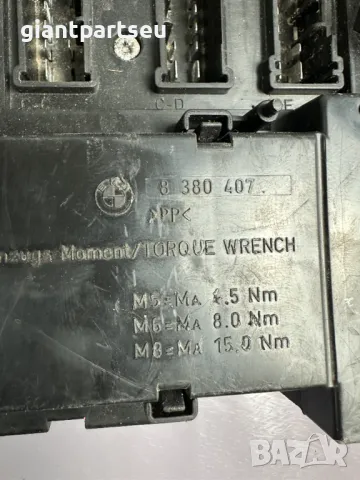 giantpartseu
C-D
8 380 407.
>PP<
nzugs Moment/TORQUE WRENCH
M5=MA 4.5 Nm
M6=MA 8.0 Nm
M8=MA 15.0 Nm
bazar